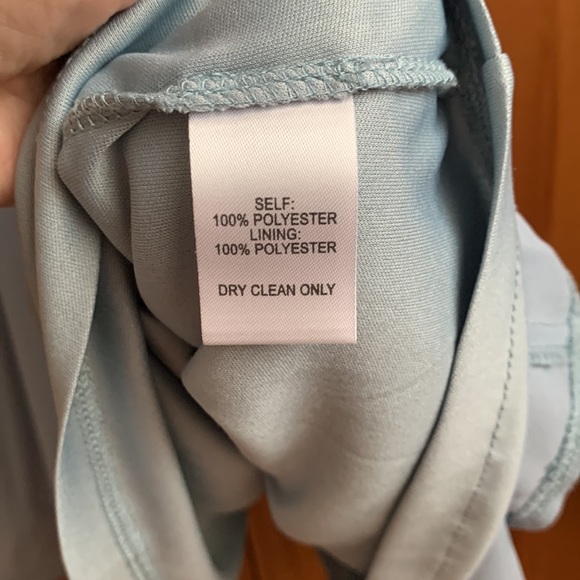 SELF:
100% POLYESTER
LINING:
100% POLYESTER
DRY CLEAN ONLY